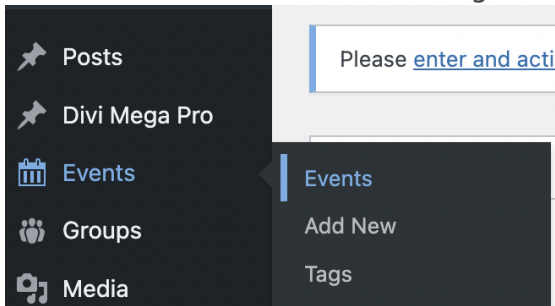 Posts
Please enter and acti
Divi Mega Pro
Events
Events
Add New
Groups
Tags
Media